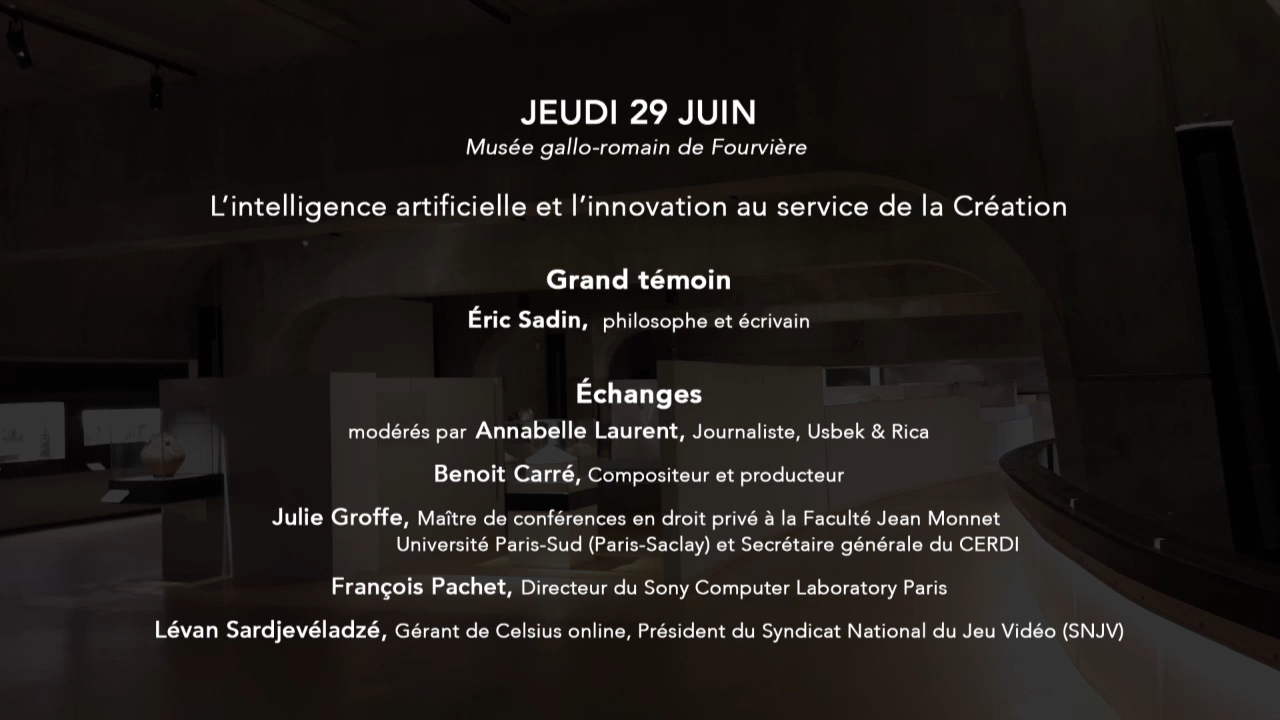 JEUDI 29 JUIN
Musée gallo-romain de Fourvière
L'intelligence artificielle et l'innovation au service de la Création
Grand témoin
Éric Sadin, philosophe et écrivain
Échanges
modérés par Annabelle Laurent, Journaliste, Usbek & Rica
Benoit Carré, Compositeur et producteur
Julie Groffe, Maître de conférences en droit privé à la Faculté Jean Monnet
Université Paris-Sud (Paris-Saclay) et Secrétaire générale du CERDI
François Pachet, Directeur du Sony Computer Laboratory Paris
Lévan Sardjevéladzé, Gérant de Celsius online, Président du Syndicat National du Jeu Vidéo (SNJV)